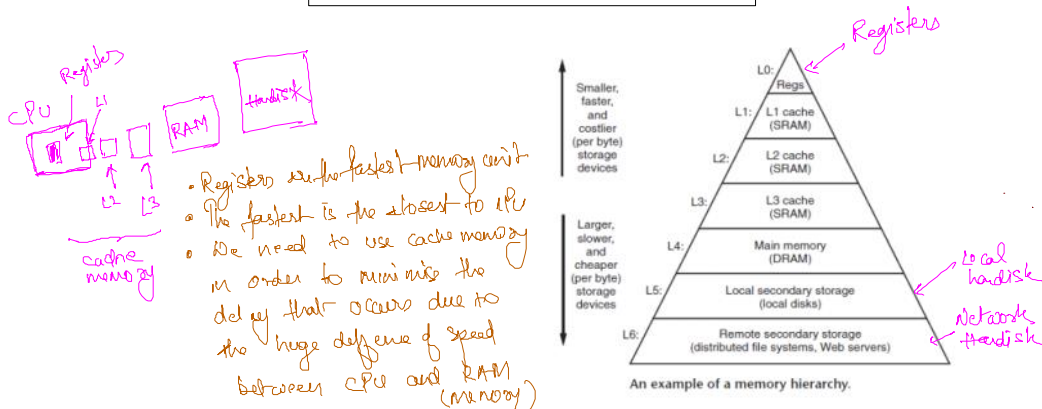 Registers
CPU
L1
L2
L3
cache
memory
RAM
Hardisk
• Registers are the fastest memory unit
• The fastest is the closest to CPU
• We need to use cache memory
in order to minimise the
delay that occurs due to
the huge deffence of speed
between CPU and RAM
(memory)
Smaller,
faster,
and
costlier
(per byte)
storage
devices
Larger,
slower,
and
cheaper
(per byte)
storage
devices
Registers
L0:
Regs
L1:
L1 cache
(SRAM)
L2:
L2 cache
(SRAM)
L3:
L3 cache
(SRAM)
L4:
Main memory
(DRAM)
L5:
Local secondary storage
(local disks)
Local
hardisk
L6:
Remote secondary storage
(distributed file systems, Web servers)
Network
Hardisk
An example of a memory hierarchy.